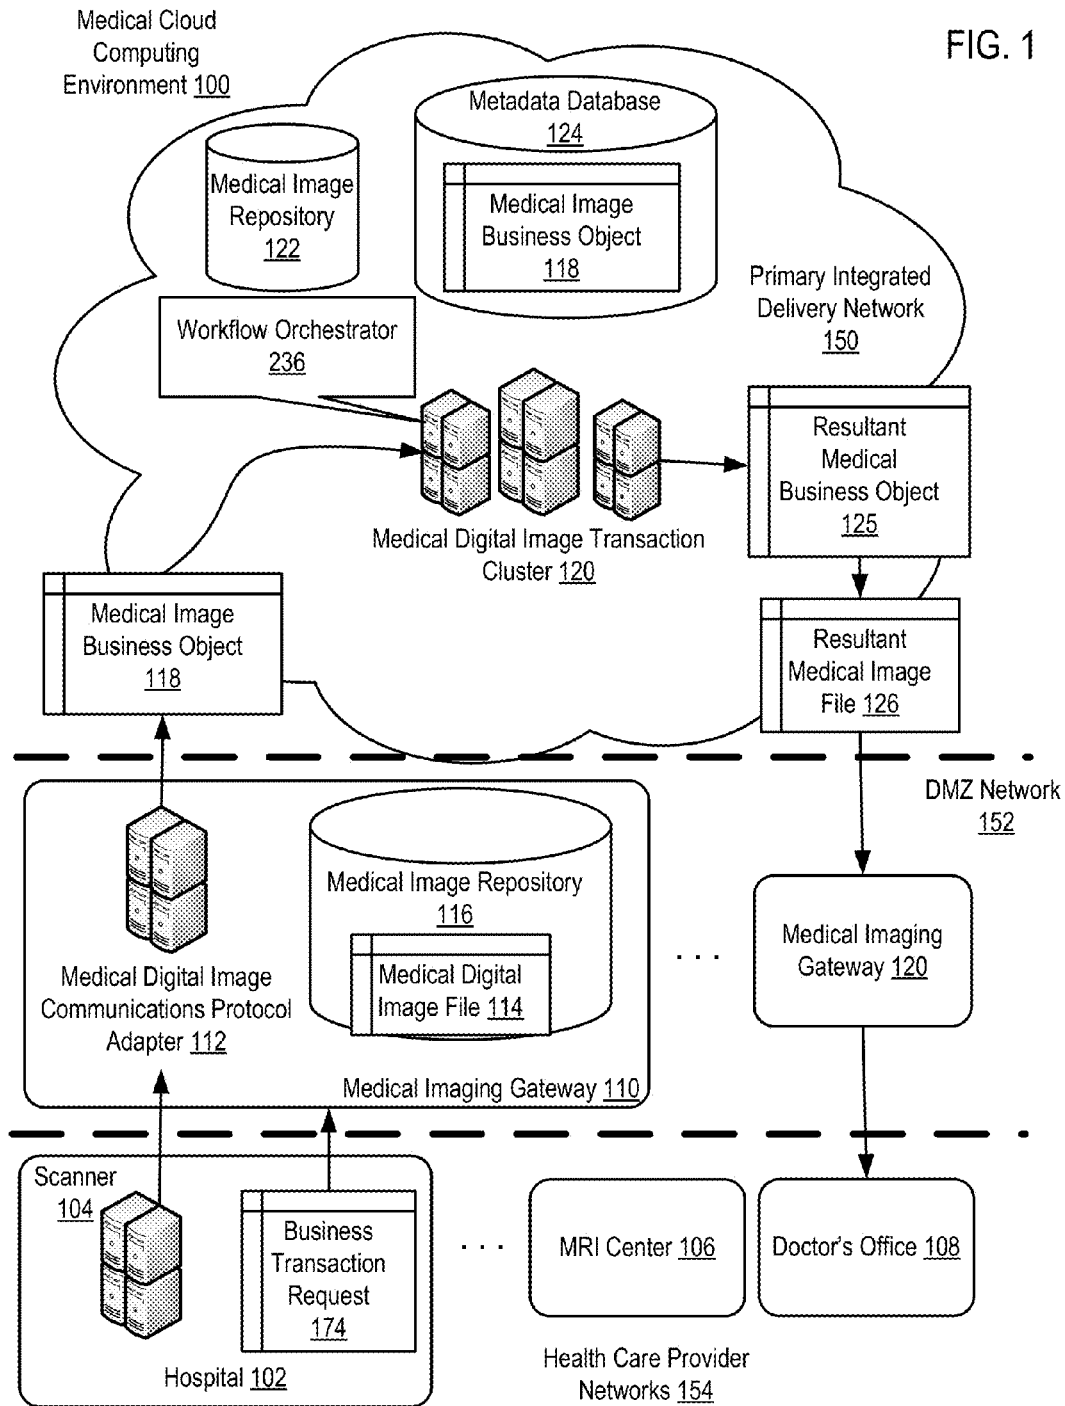 Medical Cloud
Computing
Environment 100
FIG. 1
Metadata Database
124
Medical Image
Repository
122
Medical Image
Business Object
118
Primary Integrated
Delivery Network
150
Workflow Orchestrator
236
Resultant
Medical
Business Object
125
Medical Digital Image Transaction
Cluster 120
Medical Image
Business Object
118
Resultant
Medical Image
File 126
DMZ Network
152
Medical Image Repository
116
Medical Digital
Image File 114
Medical Digital Image
Communications Protocol
Adapter 112
. . .
Medical Imaging
Gateway 120
Medical Imaging Gateway 110
Scanner
104
Business
Transaction
Request
174
. . .
MRI Center 106
Doctor's Office 108
Hospital 102
Health Care Provider
Networks 154